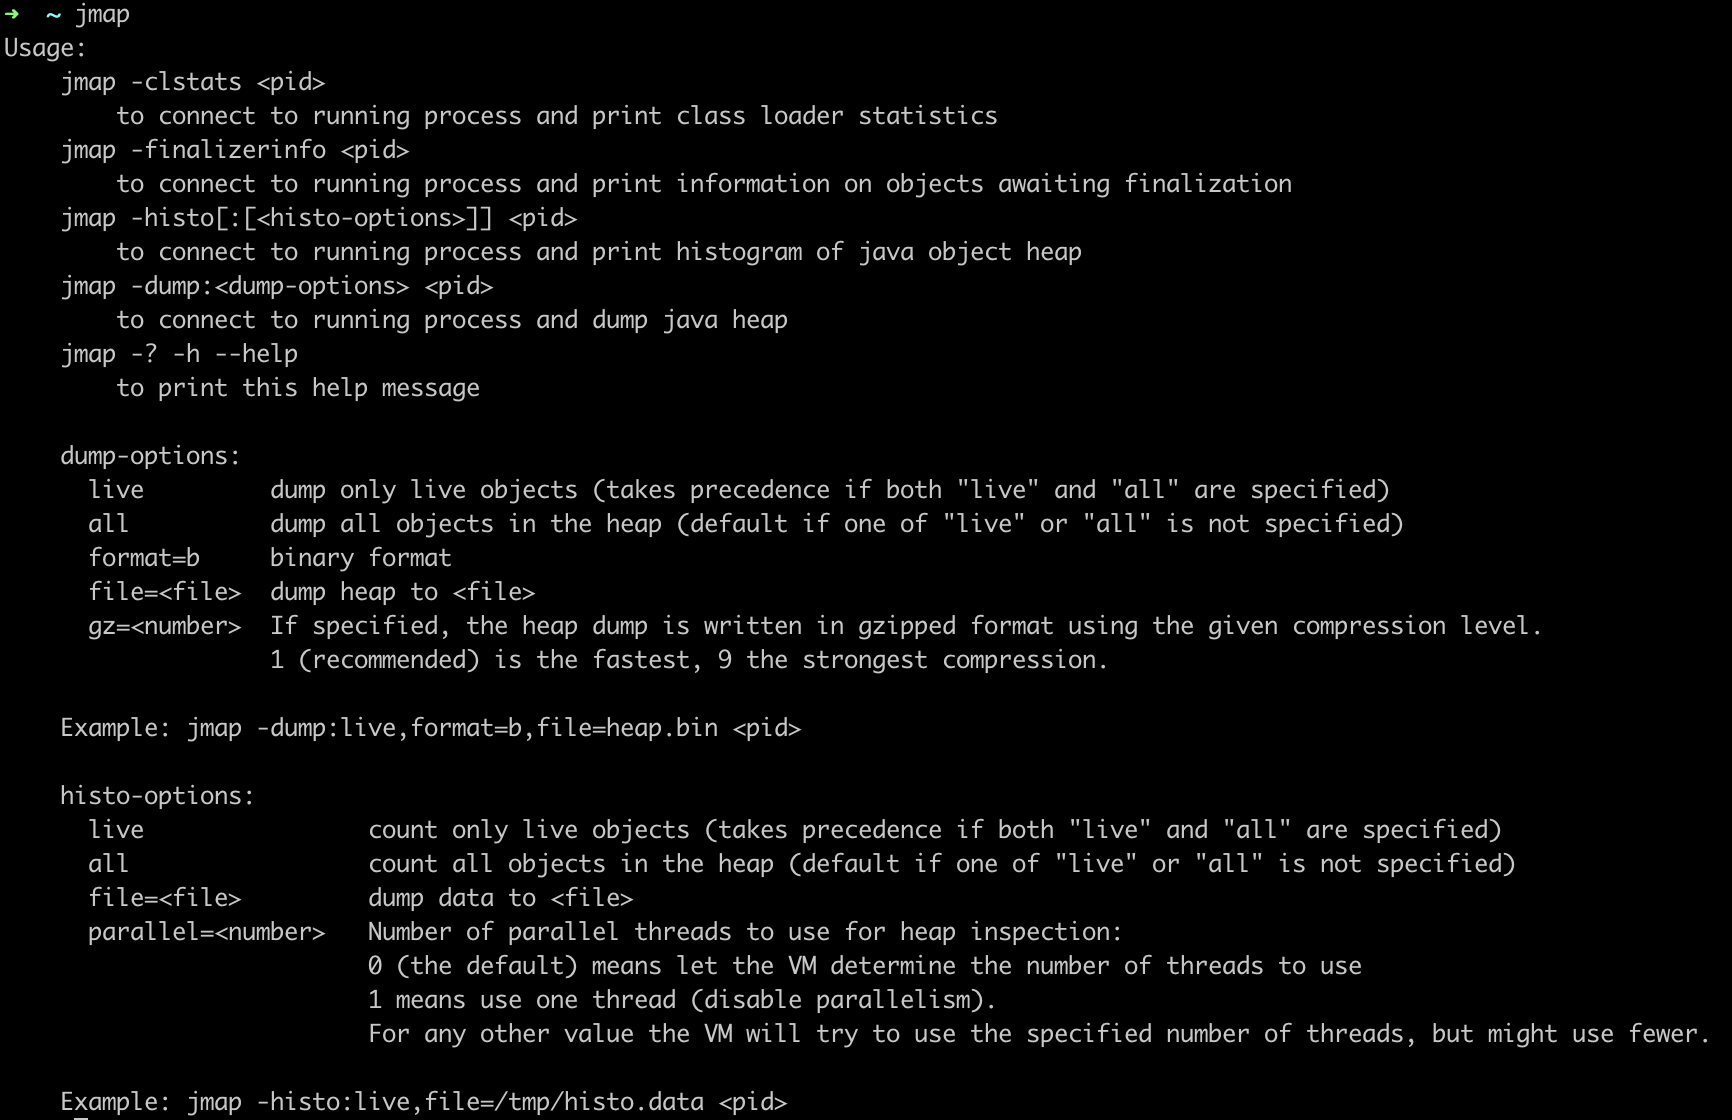 ➜  ~ jmap
Usage:
    jmap -clstats <pid>
        to connect to running process and print class loader statistics
    jmap -finalizerinfo <pid>
        to connect to running process and print information on objects awaiting finalization
    jmap -histo[:[<histo-options>]] <pid>
        to connect to running process and print histogram of java object heap
    jmap -dump:<dump-options> <pid>
        to connect to running process and dump java heap
    jmap -? -h --help
        to print this help message

    dump-options:
      live         dump only live objects (takes precedence if both "live" and "all" are specified)
      all          dump all objects in the heap (default if one of "live" or "all" is not specified)
      format=b     binary format
      file=<file>  dump heap to <file>
      gz=<number>  If specified, the heap dump is written in gzipped format using the given compression level.
                   1 (recommended) is the fastest, 9 the strongest compression.

    Example: jmap -dump:live,format=b,file=heap.bin <pid>

    histo-options:
      live                count only live objects (takes precedence if both "live" and "all" are specified)
      all                 count all objects in the heap (default if one of "live" or "all" is not specified)
      file=<file>         dump data to <file>
      parallel=<number>   Number of parallel threads to use for heap inspection:
                          0 (the default) means let the VM determine the number of threads to use
                          1 means use one thread (disable parallelism).
                          For any other value the VM will try to use the specified number of threads, but might use fewer.

    Example: jmap -histo:live,file=/tmp/histo.data <pid>